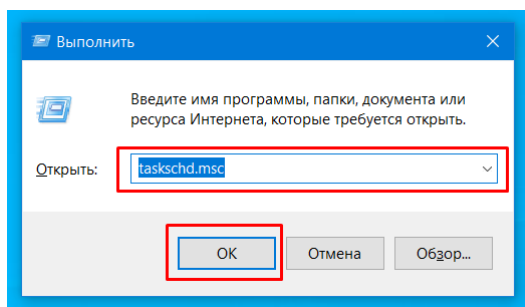 Выполнить
Введите имя программы, папки, документа или
ресурса Интернета, которые требуется открыть.
Открыть:
taskschd.msc
OK
Отмена
Обзор...